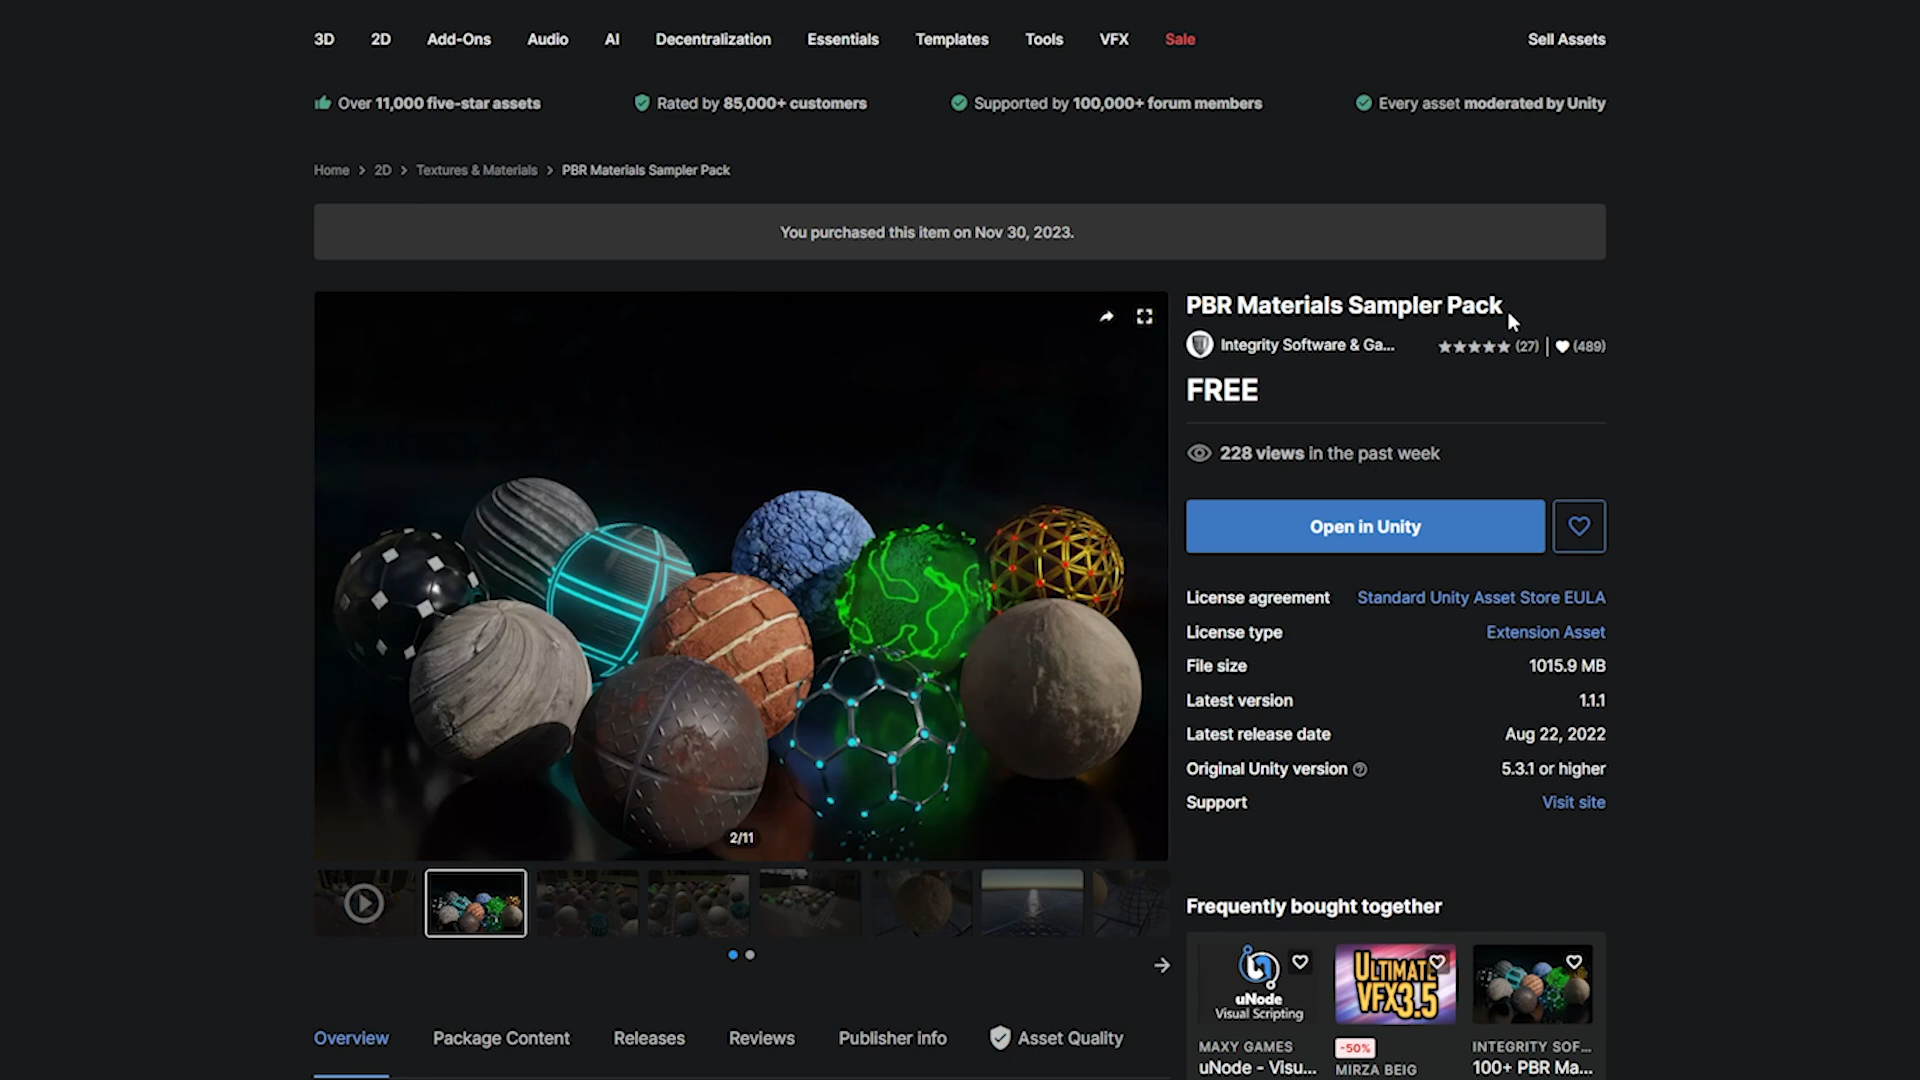 3D 2D Add-Ons Audio AI Decentralization Essentials Templates Tools VFX Sale Sell Assets
Over 11,000 five-star assets Rated by 85,000+ customers Supported by 100,000+ forum members Every asset moderated by Unity
Home > 2D > Textures & Materials > PBR Materials Sampler Pack
You purchased this item on Nov 30, 2023.
PBR Materials Sampler Pack
Integrity Software & Ga... (27) | (489)
FREE
228 views in the past week
Open in Unity
License agreement Standard Unity Asset Store EULA
License type Extension Asset
File size 1015.9 MB
Latest version 1.1.1
Latest release date Aug 22, 2022
Original Unity version 5.3.1 or higher
Support Visit site
2/11
Frequently bought together
uNode
Visual Scripting
MAXY GAMES
uNode - Visu...
ULTIMATE
VFX3.5
-50%
MIRZA BEIG
INTEGRITY SOF...
100+ PBR Ma...
Overview Package Content Releases Reviews Publisher info Asset Quality